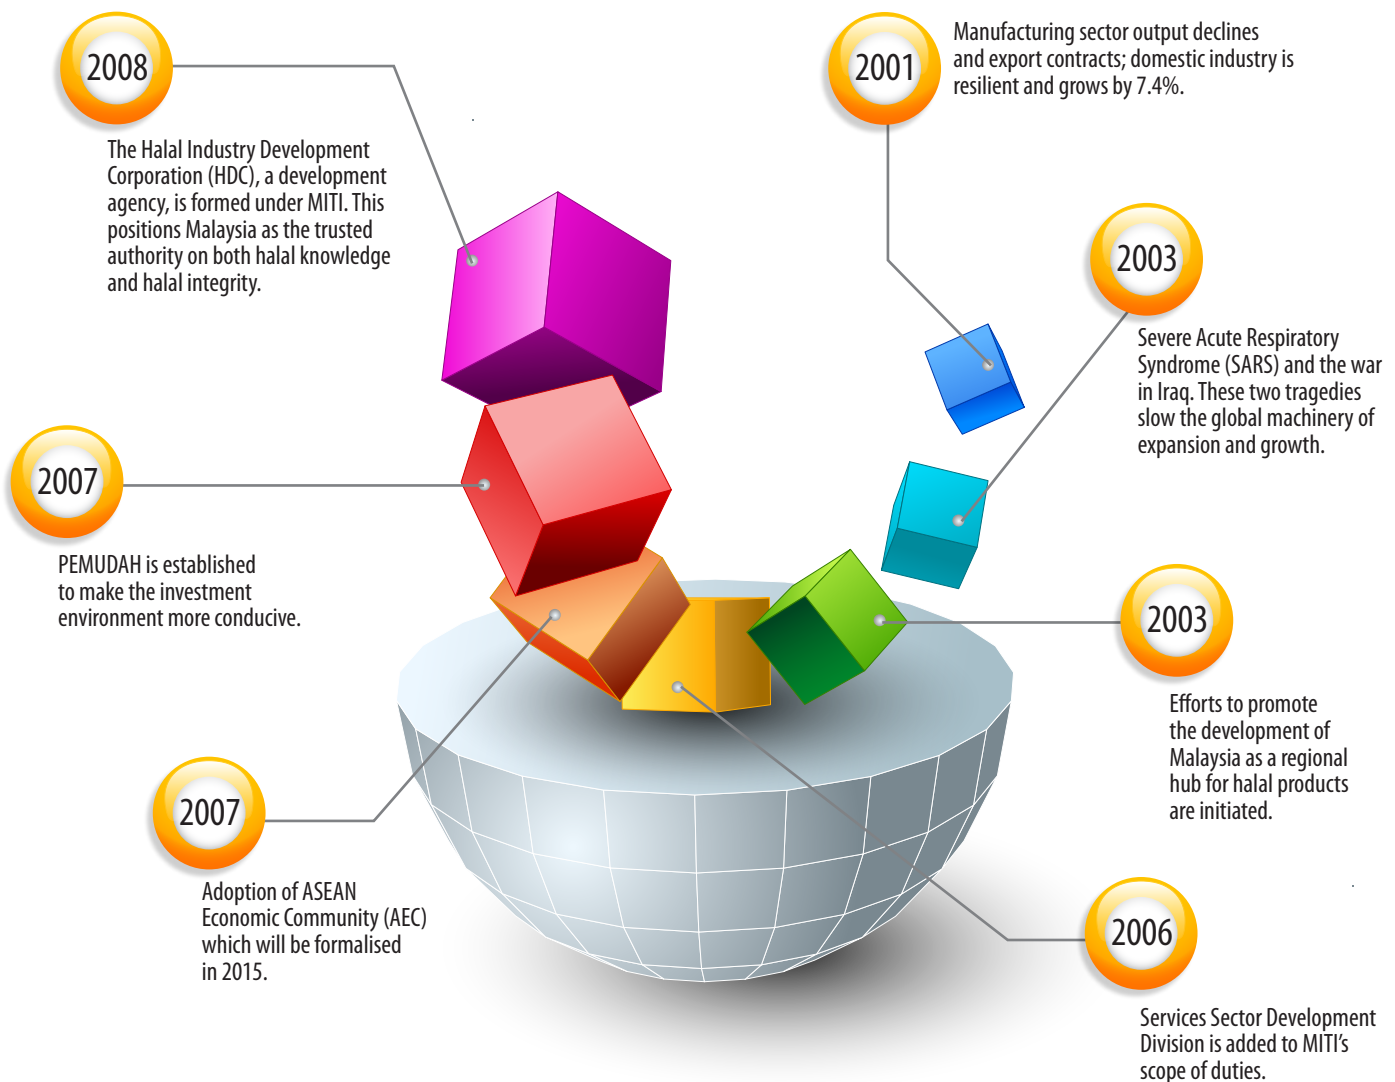 2001
Manufacturing sector output declines
and export contracts; domestic industry is
resilient and grows by 7.4%.
2003
Severe Acute Respiratory
Syndrome (SARS) and the war
in Iraq. These two tragedies
slow the global machinery of
expansion and growth.
2003
Efforts to promote
the development of
Malaysia as a regional
hub for halal products
are initiated.
2006
Services Sector Development
Division is added to MITI’s
scope of duties.
2007
Adoption of ASEAN
Economic Community (AEC)
which will be formalised
in 2015.
2007
PEMUDAH is established
to make the investment
environment more conducive.
2008
The Halal Industry Development
Corporation (HDC), a development
agency, is formed under MITI. This
positions Malaysia as the trusted
authority on both halal knowledge
and halal integrity.